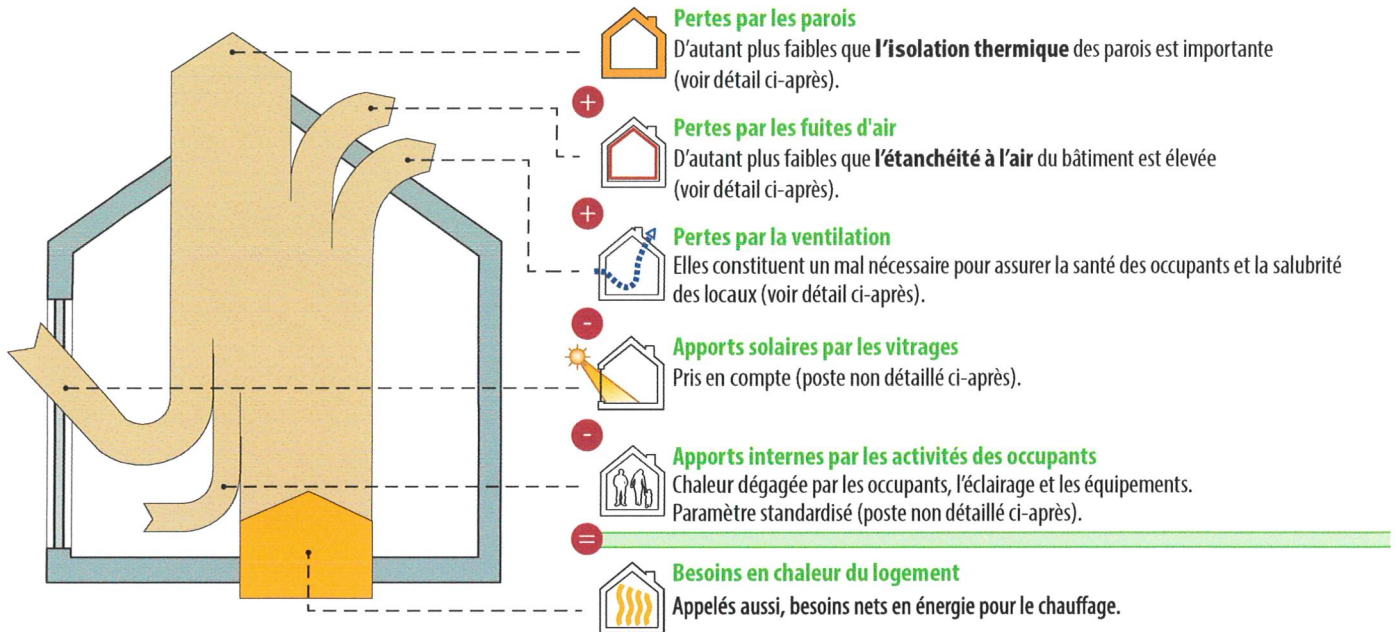 Pertes par les parois
D'autant plus faibles que l'isolation thermique des parois est importante
(voir détail ci-après).
+
Pertes par les fuites d'air
D'autant plus faibles que l'étanchéité à l'air du bâtiment est élevée
(voir détail ci-après).
+
Pertes par la ventilation
Elles constituent un mal nécessaire pour assurer la santé des occupants et la salubrité
des locaux (voir détail ci-après).
-
Apports solaires par les vitrages
Pris en compte (poste non détaillé ci-après).
-
Apports internes par les activités des occupants
Chaleur dégagée par les occupants, l'éclairage et les équipements.
Paramètre standardisé (poste non détaillé ci-après).
=
Besoins en chaleur du logement
Appelés aussi, besoins nets en énergie pour le chauffage.